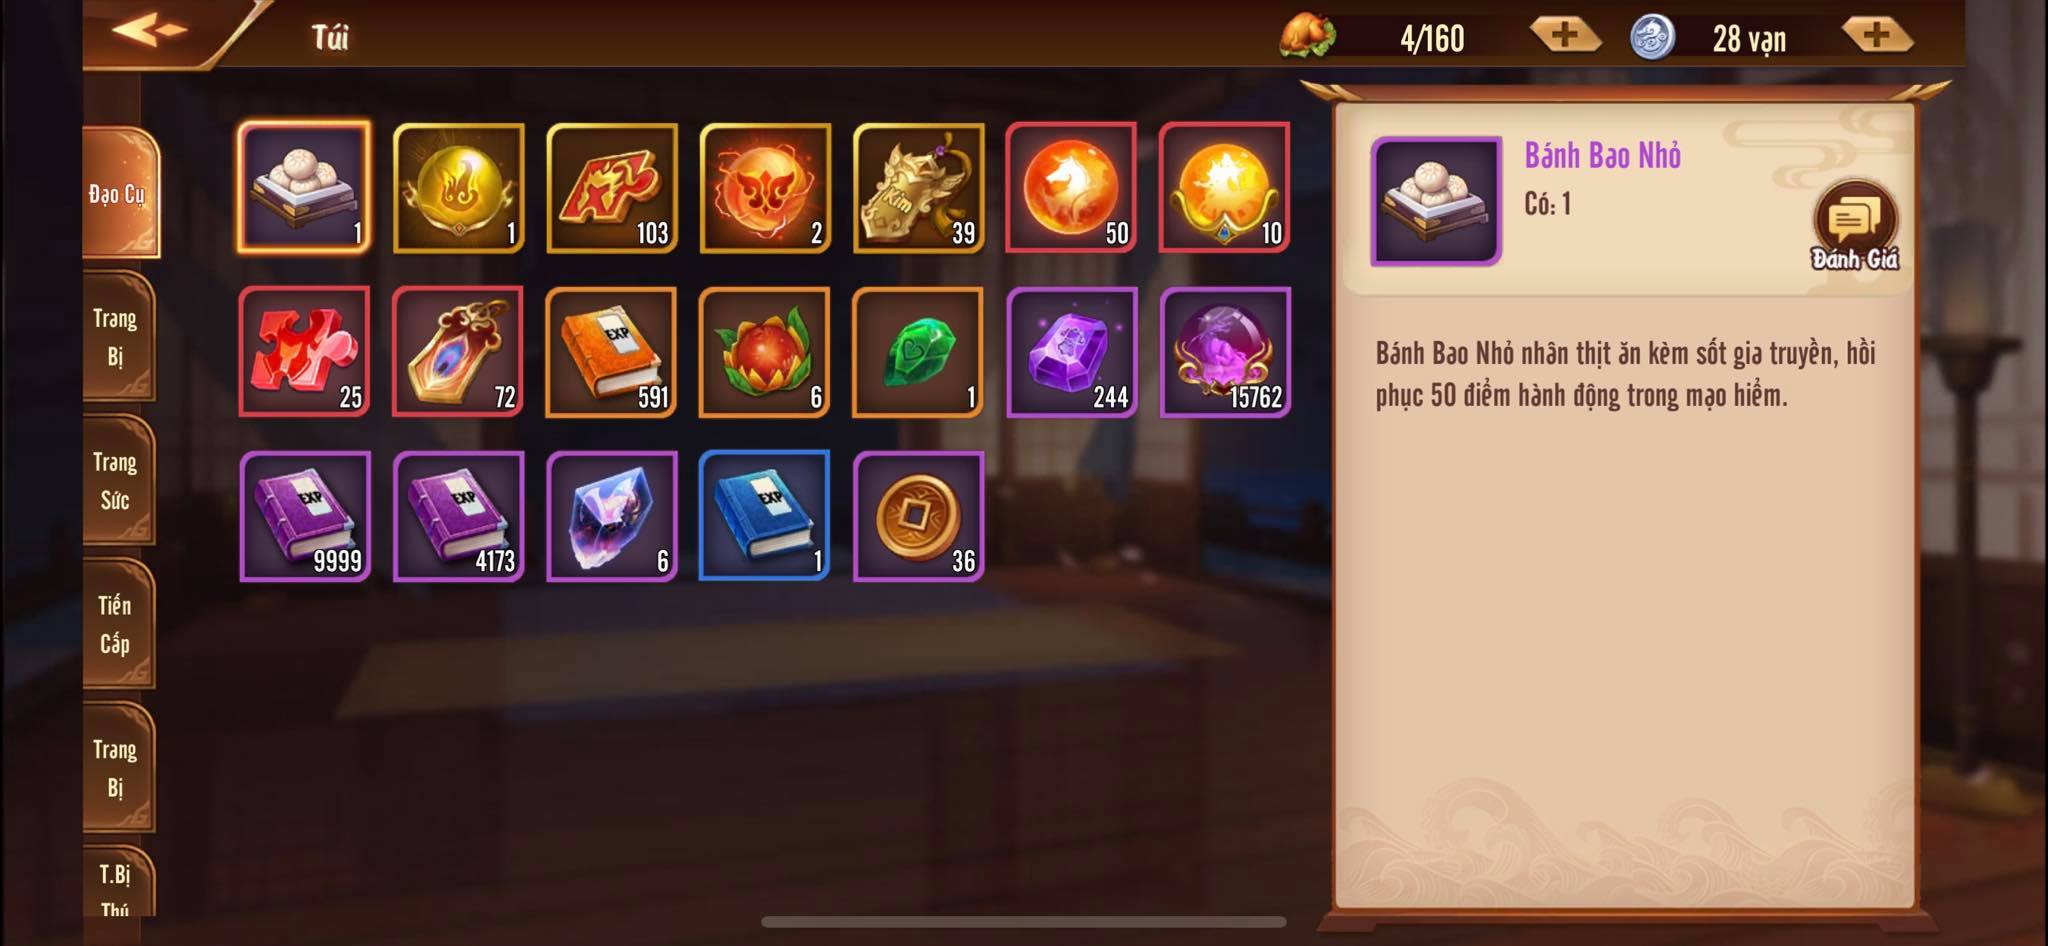 Túi
4/160
28 vạn
Đạo Cụ
Trang
Bị
Trang
Sức
Tiến
Cấp
Trang
Bị
T.Bị
Thú
1
1
103
2
Kim
39
50
10
25
72
EXP
591
6
1
244
15762
EXP
9999
EXP
4173
6
EXP
1
36
Bánh Bao Nhỏ
Có: 1
Đánh Giá
Bánh Bao Nhỏ nhân thịt ăn kèm sốt gia truyền, hồi
phục 50 điểm hành động trong mạo hiểm.